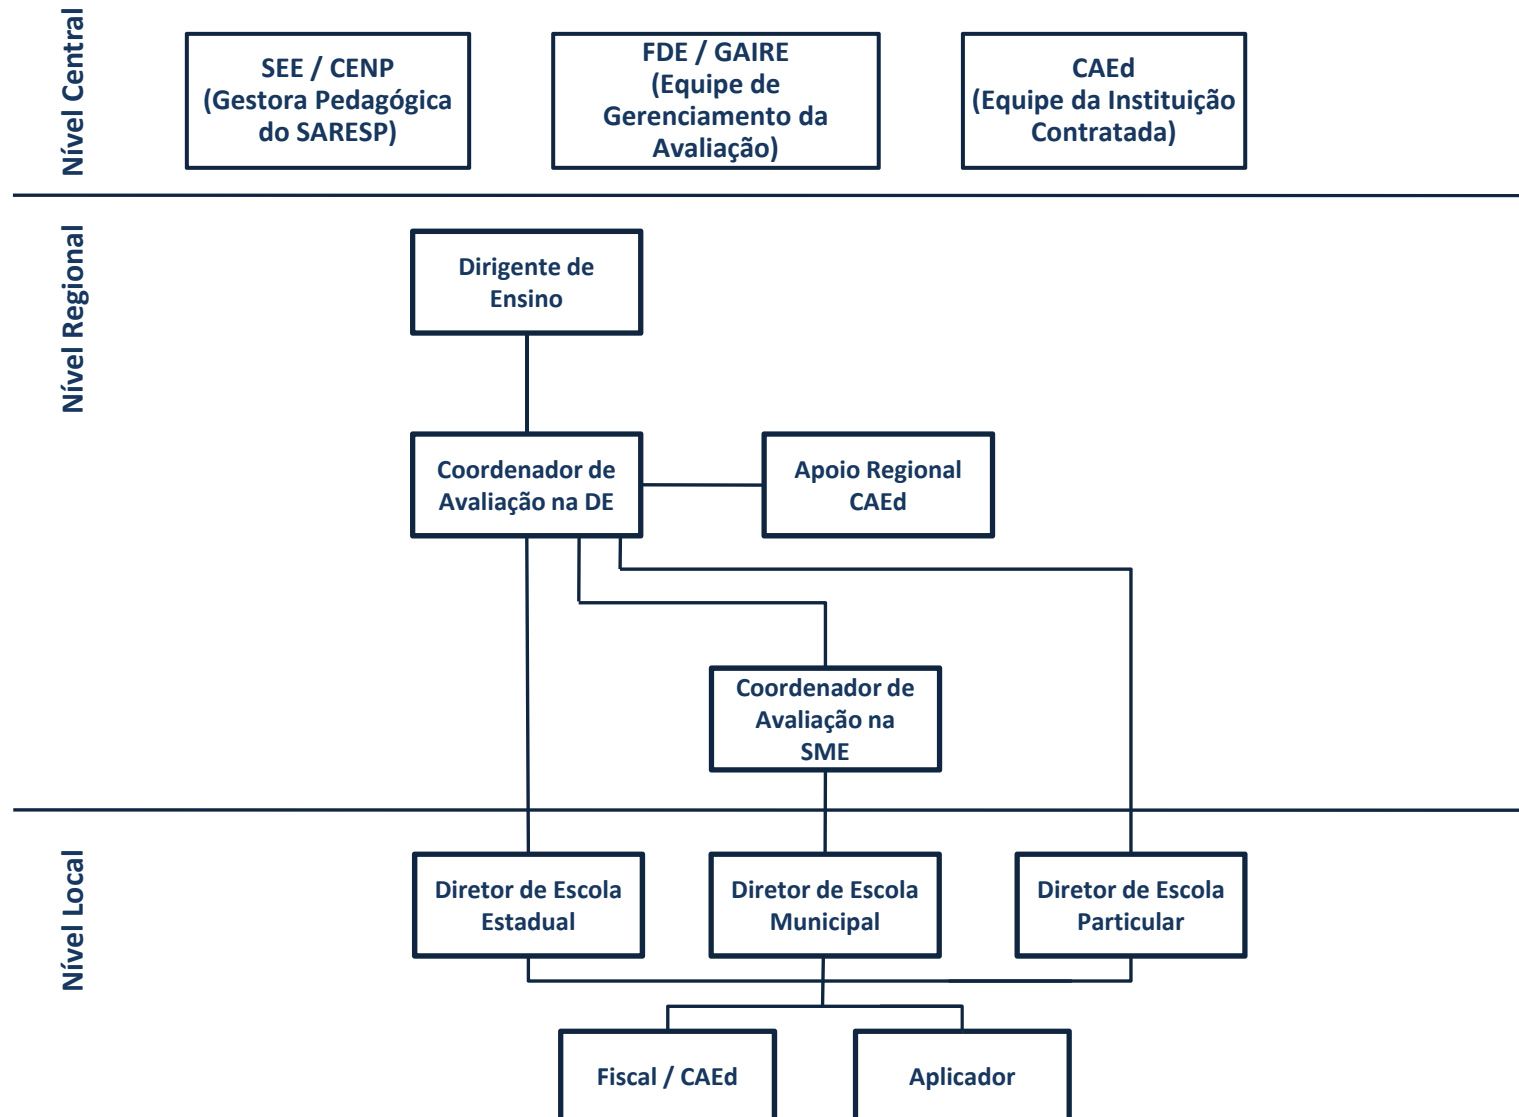 Nível Central
SEE / CENP
(Gestora Pedagógica
do SARESP)
FDE / GAIRE
(Equipe de
Gerenciamento da
Avaliação)
CAEd
(Equipe da Instituição
Contratada)
Nível Regional
Dirigente de
Ensino
Coordenador de
Avaliação na DE
Apoio Regional
CAEd
Coordenador de
Avaliação na
SME
Nível Local
Diretor de Escola
Estadual
Diretor de Escola
Municipal
Diretor de Escola
Particular
Fiscal / CAEd
Aplicador